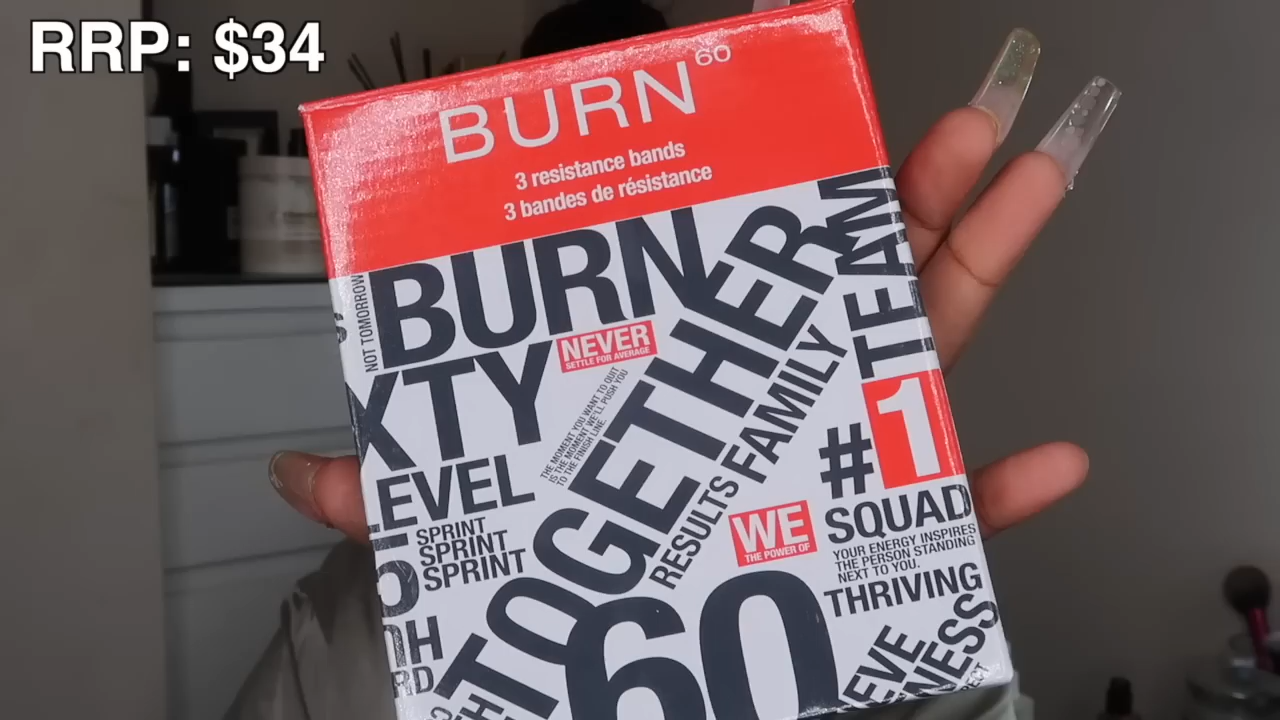 RRP: $34
BURN 60
3 resistance bands
3 bandes de résistance
NOT TOMORROW
BURN
XTY
NEVER
SETTLE FOR AVERAGE
THE MOMENT YOU WANT TO QUIT
IS THE MOMENT WE'LL PUSH YOU
TO THE FINISH LINE.
LEVEL
SPRINT
SPRINT
SPRINT
TOGETHER
RESULTS FAMILY
TEAM
#1
SQUAD
YOUR ENERGY INSPIRES
THE PERSON STANDING
NEXT TO YOU.
THRIVING
WE
THE POWER OF
60
EVE
NESS